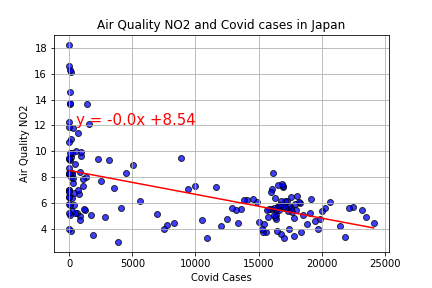 Air Quality NO2 and Covid cases in Japan
18
16
14
12
10
8
6
4
Air Quality NO2
y = -0.0x +8.54
0 5000 10000 15000 20000 25000
Covid Cases